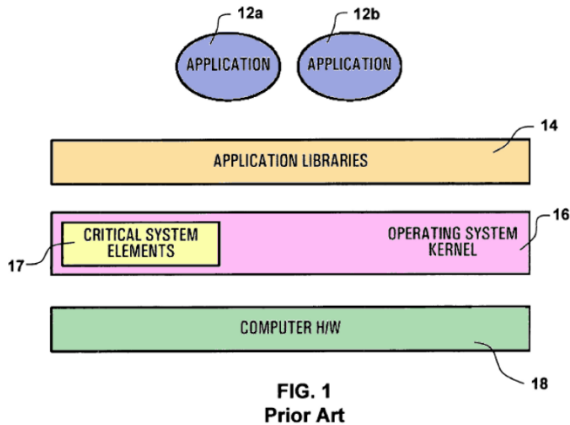 12a
12b
APPLICATION
APPLICATION
14
APPLICATION LIBRARIES
16
CRITICAL SYSTEM
ELEMENTS
OPERATING SYSTEM
KERNEL
17
COMPUTER H/W
18
FIG. 1
Prior Art